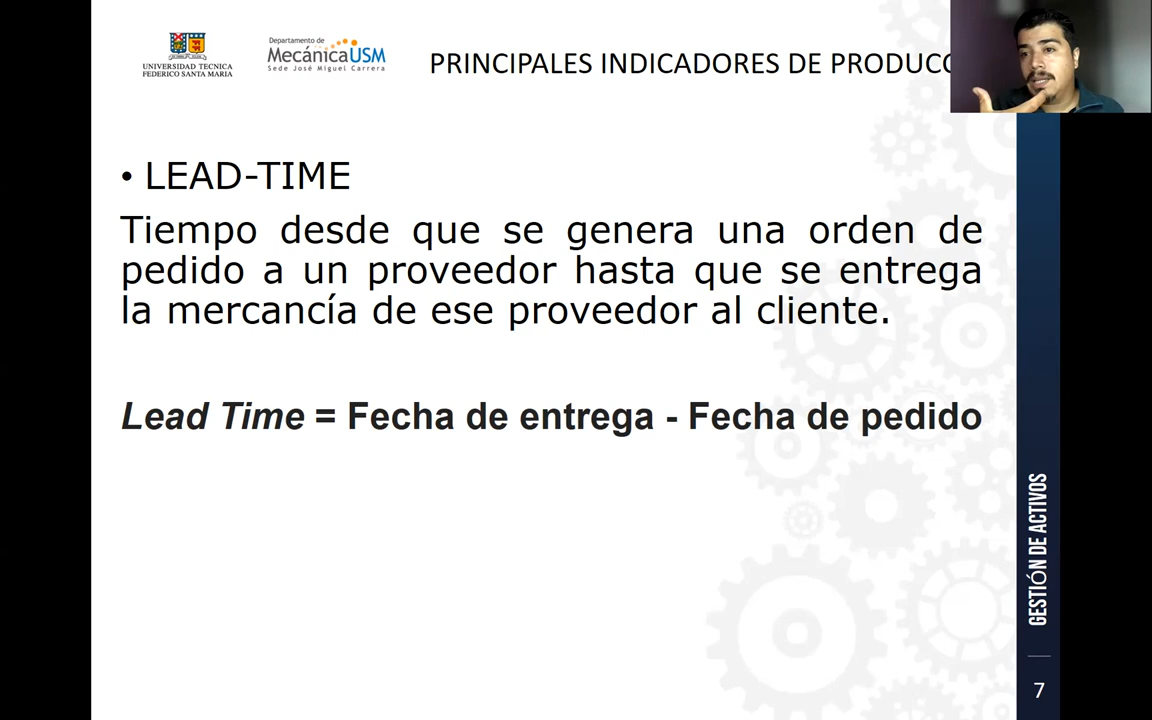 UNIVERSIDAD TECNICA
FEDERICO SANTA MARIA
Departamento de
MecánicaUSM
Sede José Miguel Carrera
PRINCIPALES INDICADORES DE PRODUCC
• LEAD-TIME
Tiempo desde que se genera una orden de
pedido a un proveedor hasta que se entrega
la mercancía de ese proveedor al cliente.
Lead Time = Fecha de entrega - Fecha de pedido
GESTIÓN DE ACTIVOS
7